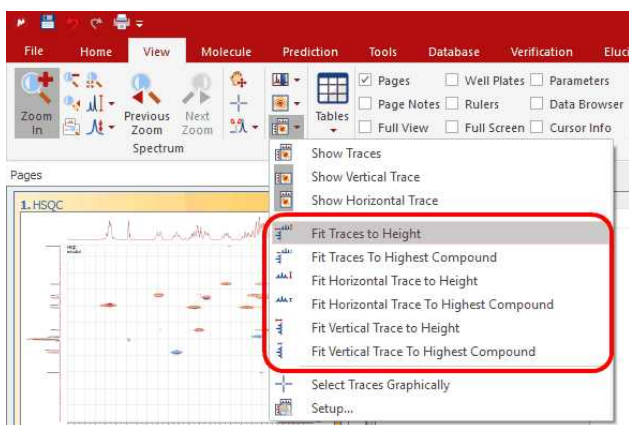 File Home View Molecule Prediction Tools Database Verification Eluci
Pages Well Plates Parameters
Page Notes Rulers Data Browser
Full View Full Screen Cursor Info
Zoom In
Previous Zoom
Next Zoom
Tables
Spectrum
Pages
1. HSQC
Show Traces
Show Vertical Trace
Show Horizontal Trace
Fit Traces to Height
Fit Traces To Highest Compound
Fit Horizontal Trace to Height
Fit Horizontal Trace To Highest Compound
Fit Vertical Trace to Height
Fit Vertical Trace To Highest Compound
Select Traces Graphically
Setup...